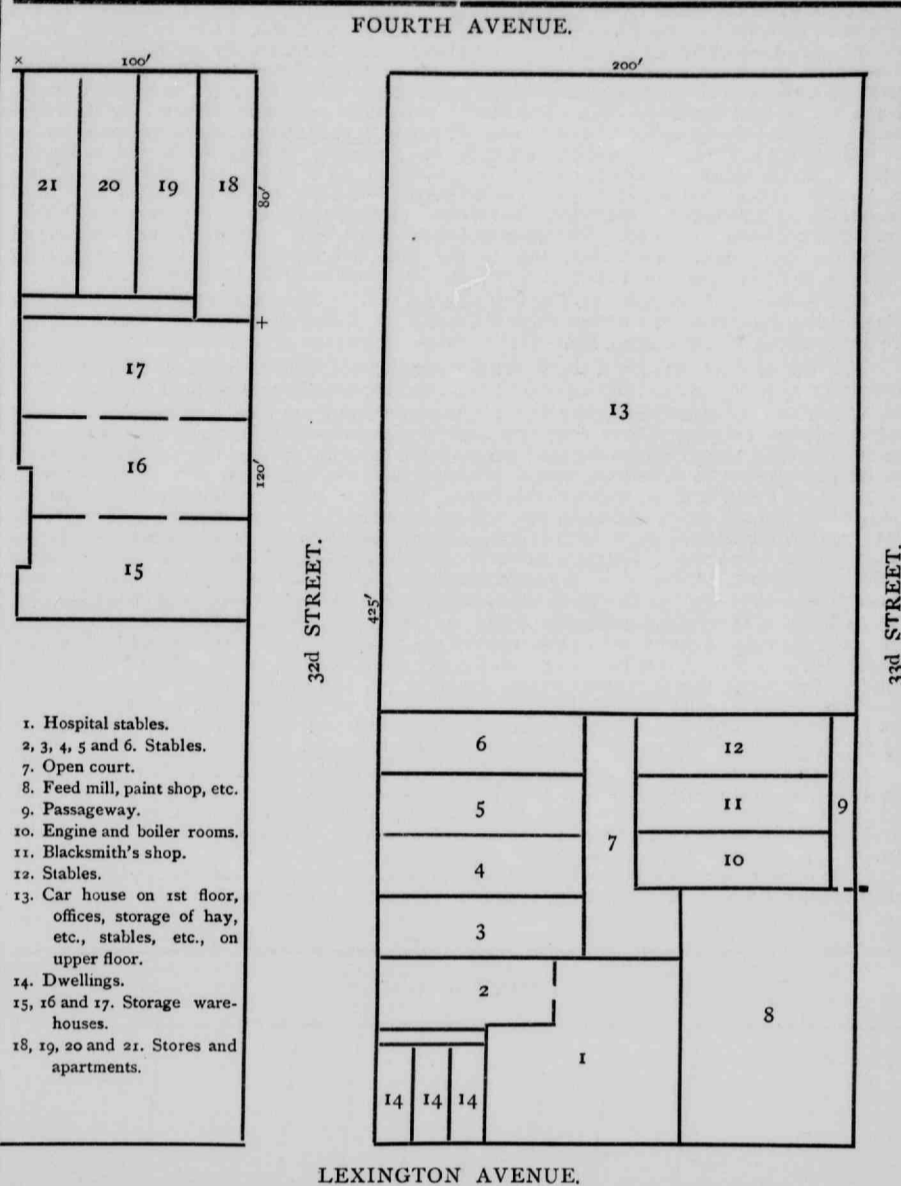 FOURTH AVENUE.
× 100′ 200′
21 20 19 18
80′
+
17
13
16
120′
15
32d STREET.
425′
33d STREET.
1. Hospital stables.
2, 3, 4, 5 and 6. Stables.
7. Open court.
8. Feed mill, paint shop, etc.
9. Passageway.
10. Engine and boiler rooms.
11. Blacksmith's shop.
12. Stables.
13. Car house on 1st floor,
offices, storage of hay,
etc., stables, etc., on
upper floor.
14. Dwellings.
15, 16 and 17. Storage ware-
houses.
18, 19, 20 and 21. Stores and
apartments.
6
12
5
11
9
7
4
10
3
2
8
1
14 14 14
LEXINGTON AVENUE.